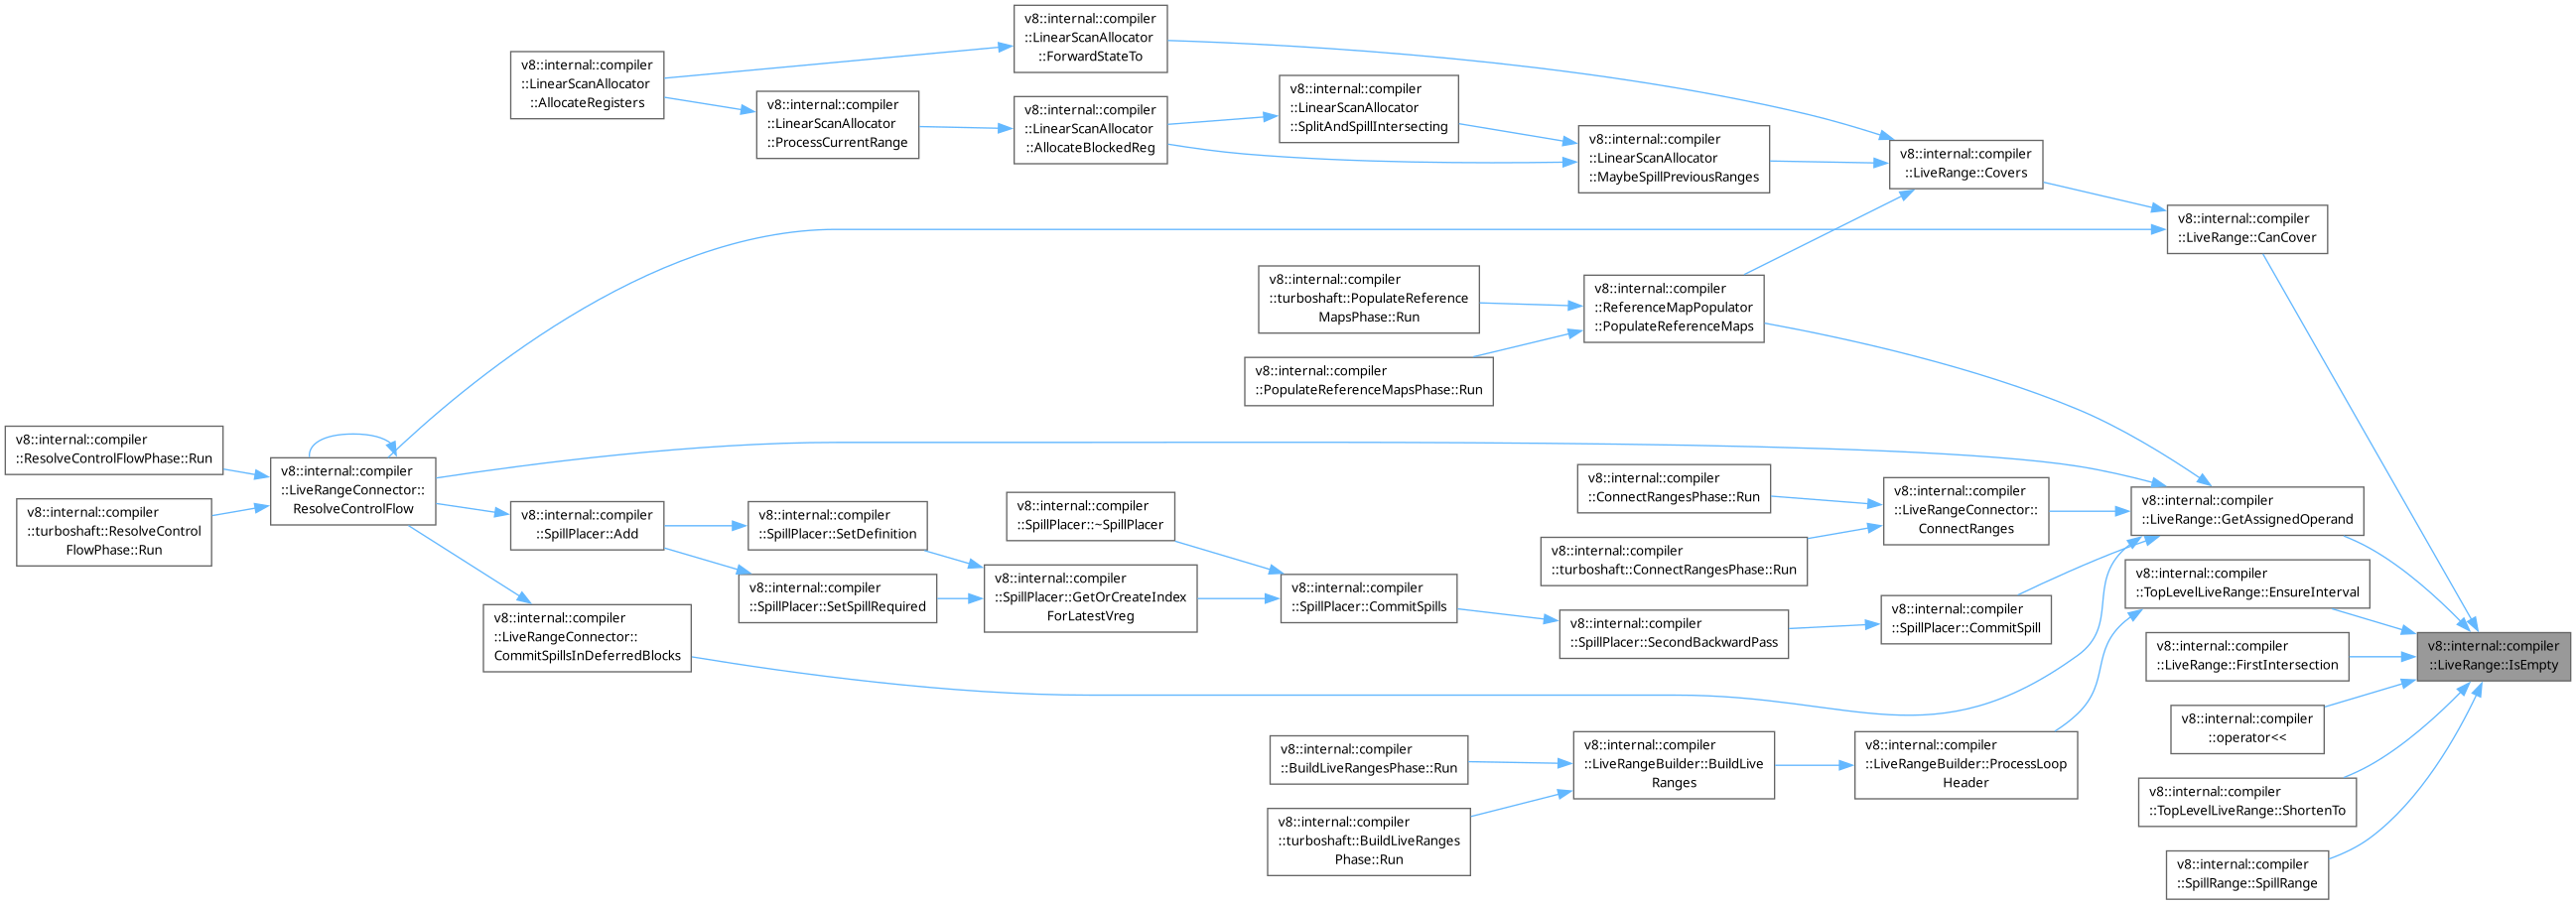 v8::internal::compiler
::LinearScanAllocator
::ForwardStateTo
v8::internal::compiler
::LinearScanAllocator
::AllocateRegisters
v8::internal::compiler
::LinearScanAllocator
::ProcessCurrentRange
v8::internal::compiler
::LinearScanAllocator
::AllocateBlockedReg
v8::internal::compiler
::LinearScanAllocator
::SplitAndSpillIntersecting
v8::internal::compiler
::LinearScanAllocator
::MaybeSpillPreviousRanges
v8::internal::compiler
::LiveRange::Covers
v8::internal::compiler
::LiveRange::CanCover
v8::internal::compiler
::turboshaft::PopulateReference
MapsPhase::Run
v8::internal::compiler
::ReferenceMapPopulator
::PopulateReferenceMaps
v8::internal::compiler
::PopulateReferenceMapsPhase::Run
v8::internal::compiler
::ResolveControlFlowPhase::Run
v8::internal::compiler
::turboshaft::ResolveControl
FlowPhase::Run
v8::internal::compiler
::LiveRangeConnector::
ResolveControlFlow
v8::internal::compiler
::SpillPlacer::Add
v8::internal::compiler
::SpillPlacer::SetDefinition
v8::internal::compiler
::SpillPlacer::~SpillPlacer
v8::internal::compiler
::ConnectRangesPhase::Run
v8::internal::compiler
::turboshaft::ConnectRangesPhase::Run
v8::internal::compiler
::LiveRangeConnector::
ConnectRanges
v8::internal::compiler
::LiveRange::GetAssignedOperand
v8::internal::compiler
::LiveRangeConnector::
CommitSpillsInDeferredBlocks
v8::internal::compiler
::SpillPlacer::SetSpillRequired
v8::internal::compiler
::SpillPlacer::GetOrCreateIndex
ForLatestVreg
v8::internal::compiler
::SpillPlacer::CommitSpills
v8::internal::compiler
::SpillPlacer::SecondBackwardPass
v8::internal::compiler
::SpillPlacer::CommitSpill
v8::internal::compiler
::TopLevelLiveRange::EnsureInterval
v8::internal::compiler
::LiveRange::FirstIntersection
v8::internal::compiler
::LiveRange::IsEmpty
v8::internal::compiler
::operator<<
v8::internal::compiler
::BuildLiveRangesPhase::Run
v8::internal::compiler
::turboshaft::BuildLiveRanges
Phase::Run
v8::internal::compiler
::LiveRangeBuilder::BuildLive
Ranges
v8::internal::compiler
::LiveRangeBuilder::ProcessLoop
Header
v8::internal::compiler
::TopLevelLiveRange::ShortenTo
v8::internal::compiler
::SpillRange::SpillRange